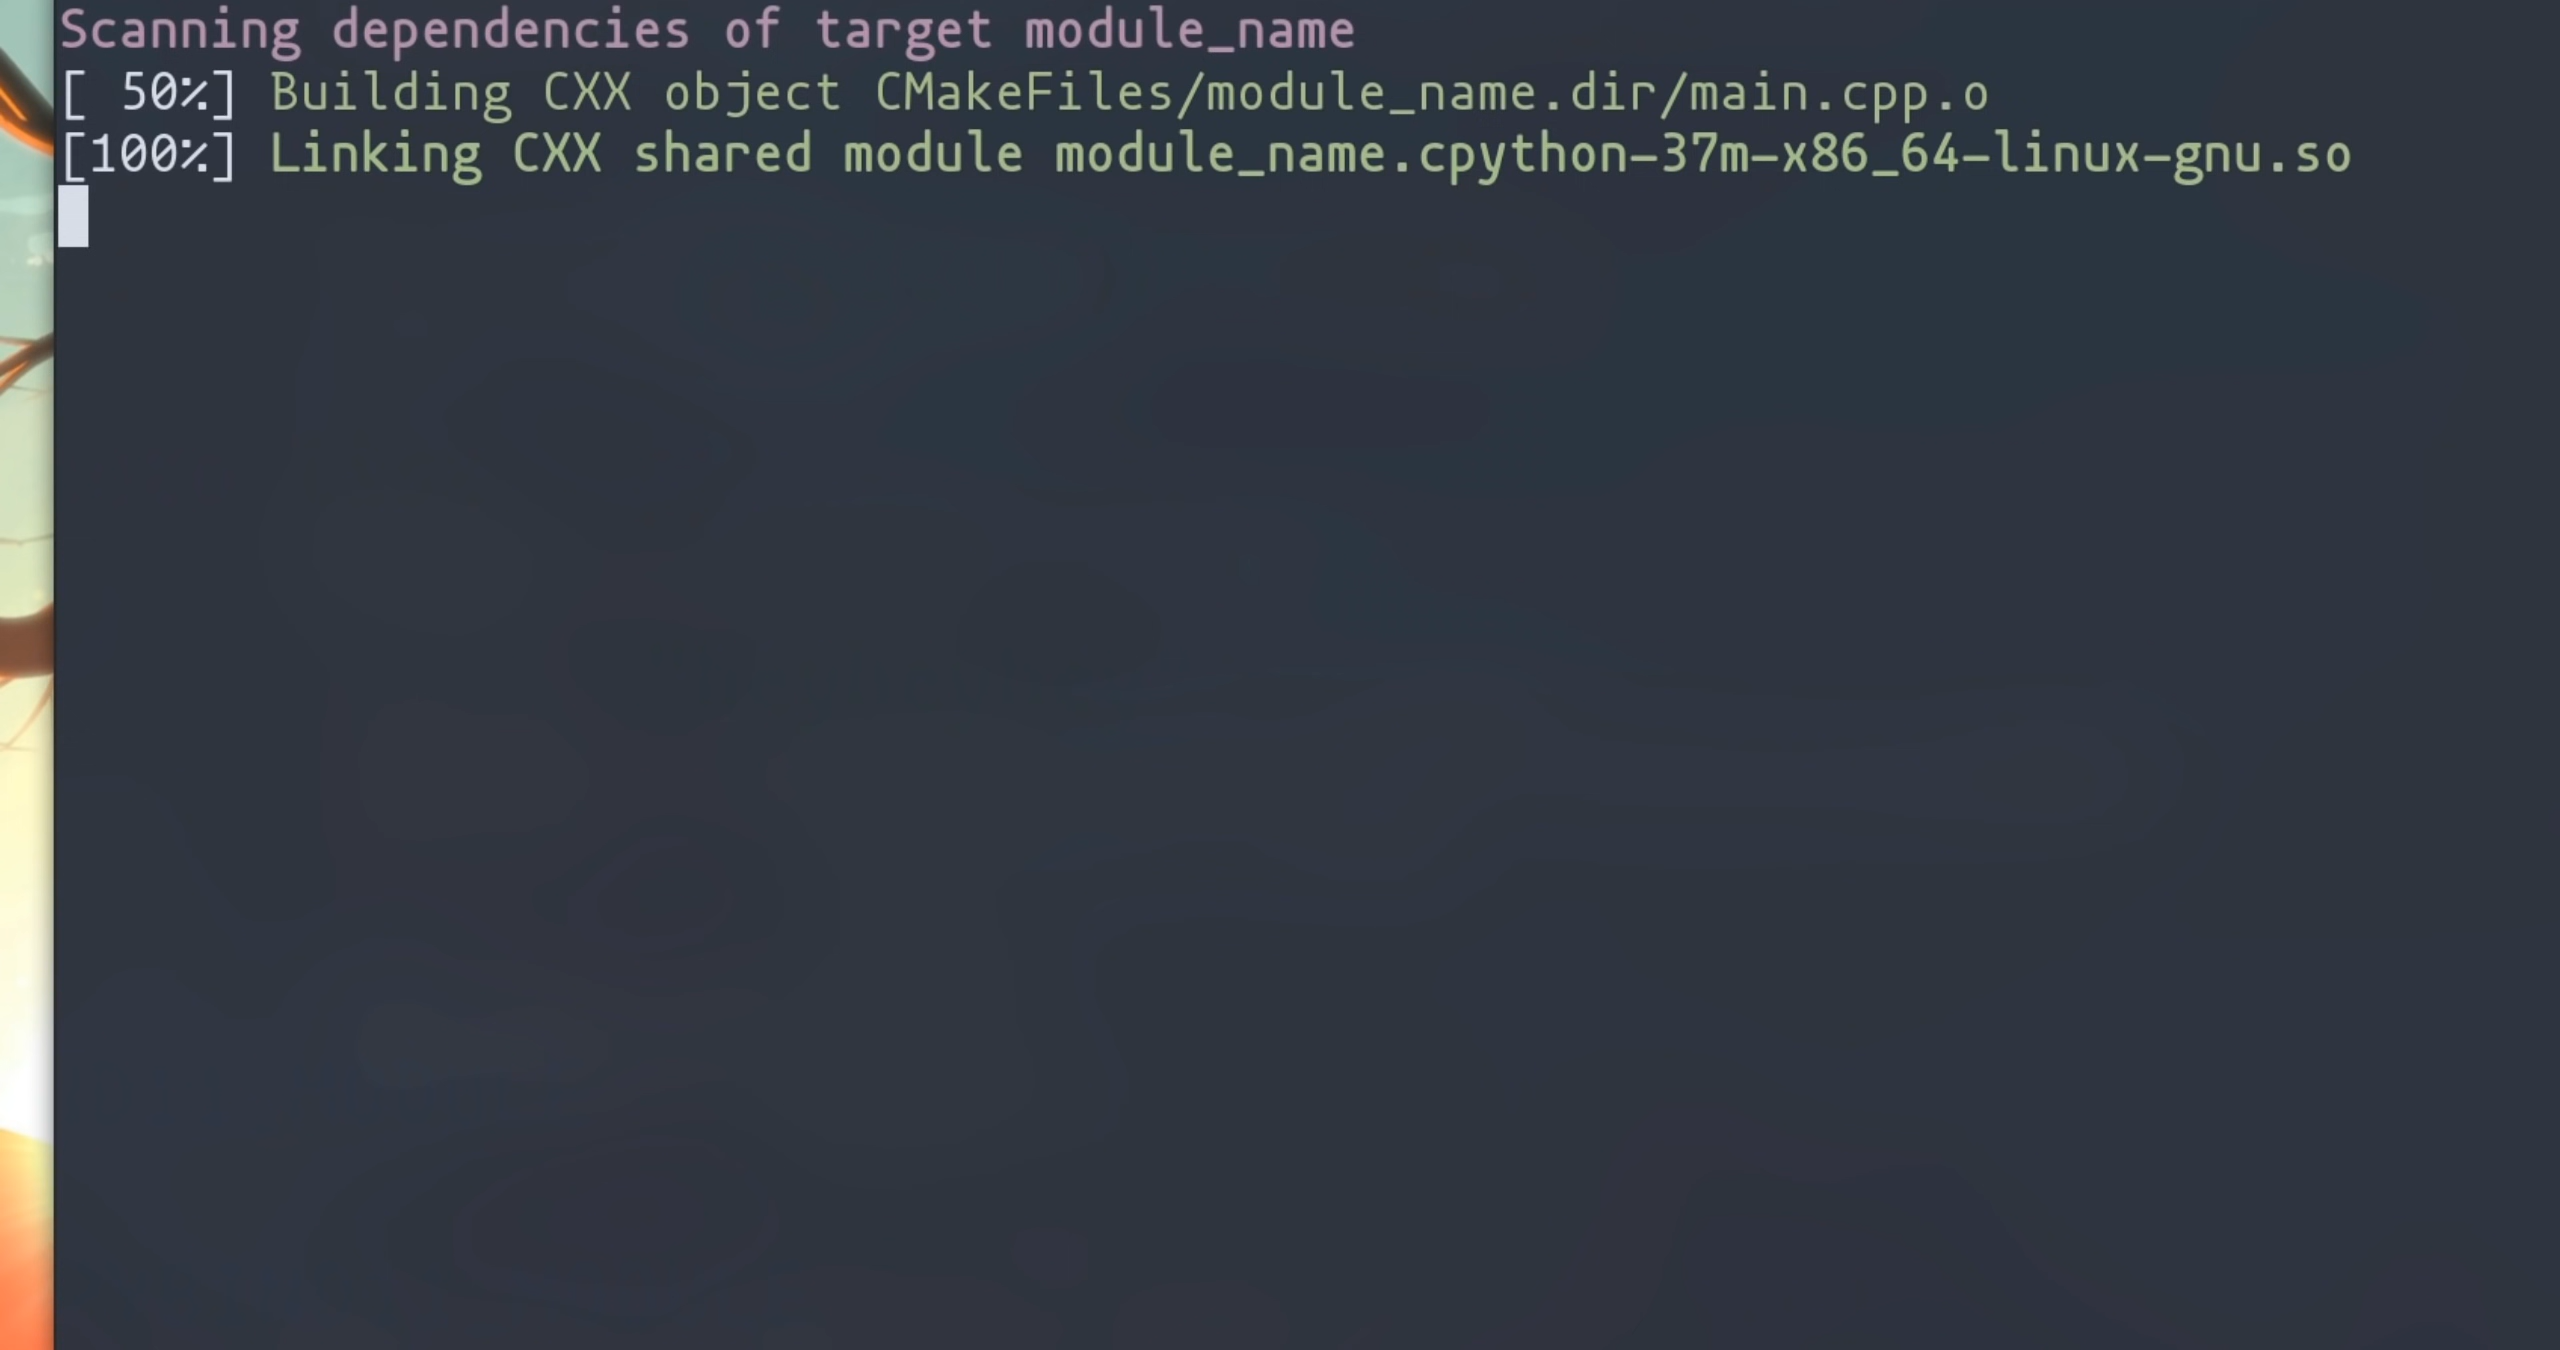 Scanning dependencies of target module_name
[ 50%] Building CXX object CMakeFiles/module_name.dir/main.cpp.o
[100%] Linking CXX shared module module_name.cpython-37m-x86_64-linux-gnu.so